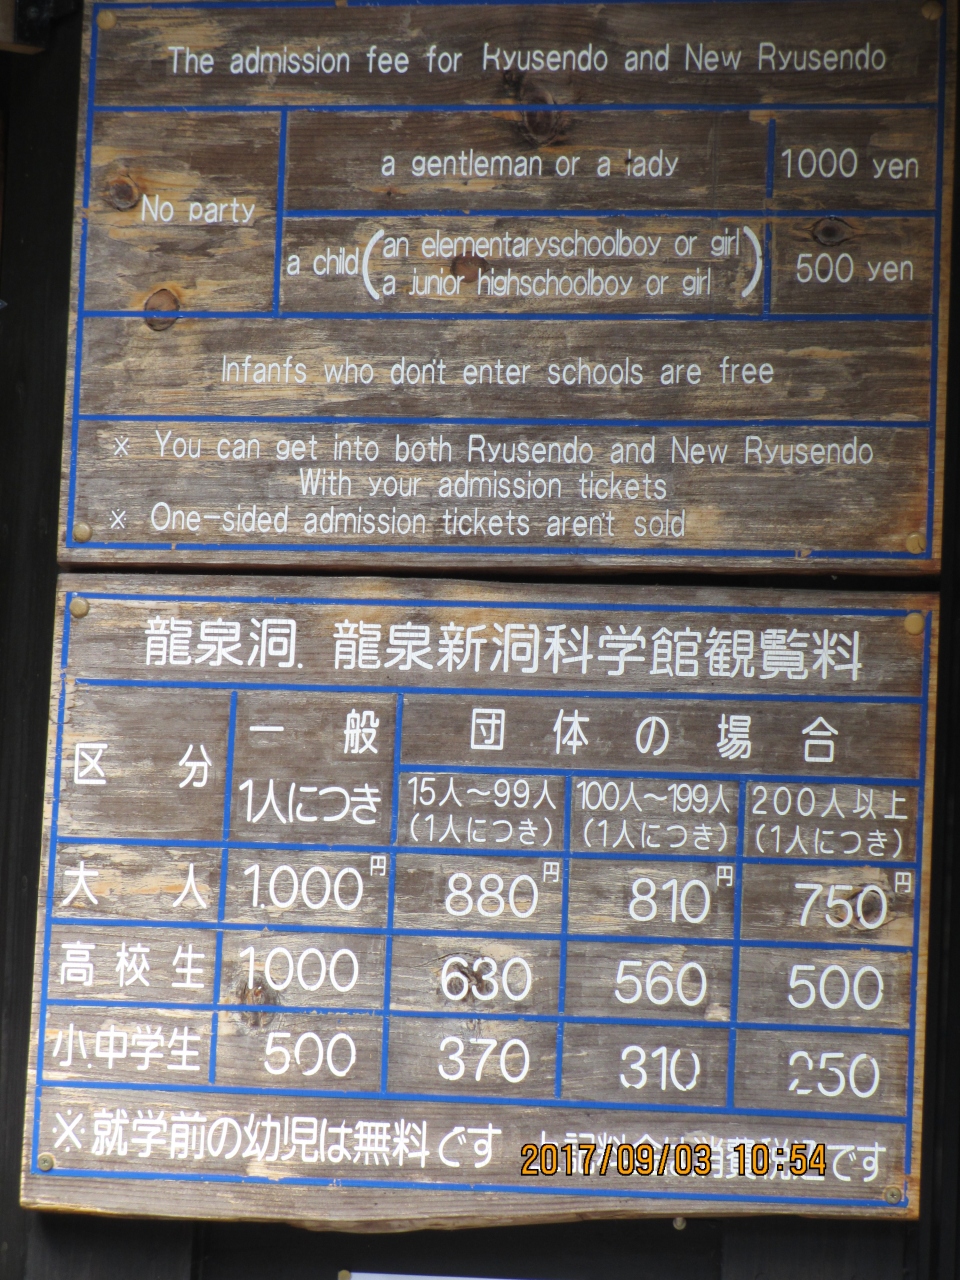 The admission fee for Kyusendo and New Ryusendo
No party
a gentleman or a lady
1000 yen
a child (an elementaryschoolboy or girl
a junior highschoolboy or girl)
500 yen
Infanfs who don't enter schools are free
※ You can get into both Ryusendo and New Ryusendo
With your admission tickets
※ One-sided admission tickets aren't sold
龍泉洞.龍泉新洞科学館観覧料
区分
一般
1人につき
団体の場合
15人〜99人
(1人につき)
100人〜199人
(1人につき)
200人以上
(1人につき)
大人 1.000円 880円 810円 750円
高校生 1000 630 560 500
小.中学生 500 370 310 250
※就学前の幼児は無料です 料 消費税 です
2017/09/03 10:54